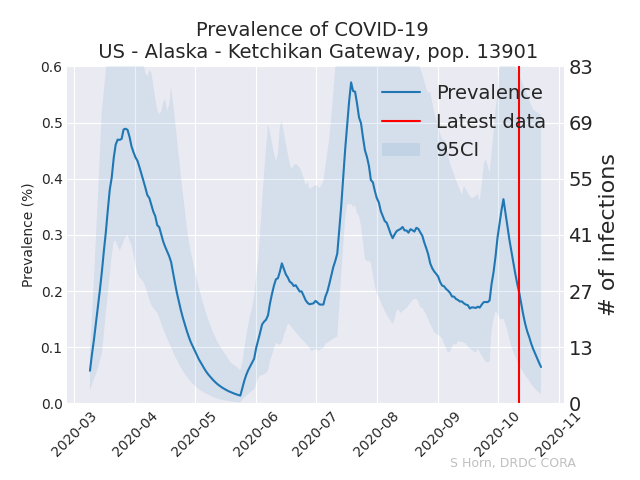 Prevalence of COVID-19
US - Alaska - Ketchikan Gateway, pop. 13901
Prevalence (%)
0.6
0.5
0.4
0.3
0.2
0.1
0.0
Prevalence
Latest data
95CI
83
69
55
41
27
13
0
# of infections
2020-03
2020-04
2020-05
2020-06
2020-07
2020-08
2020-09
2020-10
2020-11
S Horn, DRDC CORA